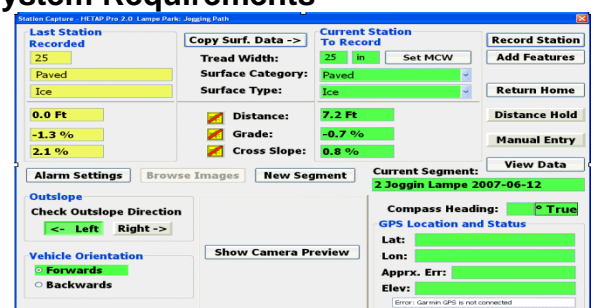 ystem Requirements
Station Capture - HETAP Pro 2.0 Lampe Park: Jogging Path
Last Station Recorded
Copy Surf. Data ->
Current Station To Record
Record Station
25
Tread Width:
25 in
Set MCW
Add Features
Paved
Surface Category:
Paved
Ice
Surface Type:
Ice
Return Home
0.0 Ft
Distance:
7.2 Ft
Distance Hold
-1.3 %
Grade:
-0.7 %
Manual Entry
2.1 %
Cross Slope:
0.8 %
View Data
Alarm Settings
Browse Images
New Segment
Current Segment:
2 Joggin Lampe 2007-06-12
Outslope
Check Outslope Direction
<- Left
Right ->
Compass Heading:
° True
GPS Location and Status
Lat:
Show Camera Preview
Lon:
Vehicle Orientation
Forwards
Apprx. Err:
Backwards
Elev:
Error: Garmin GPS is not connected